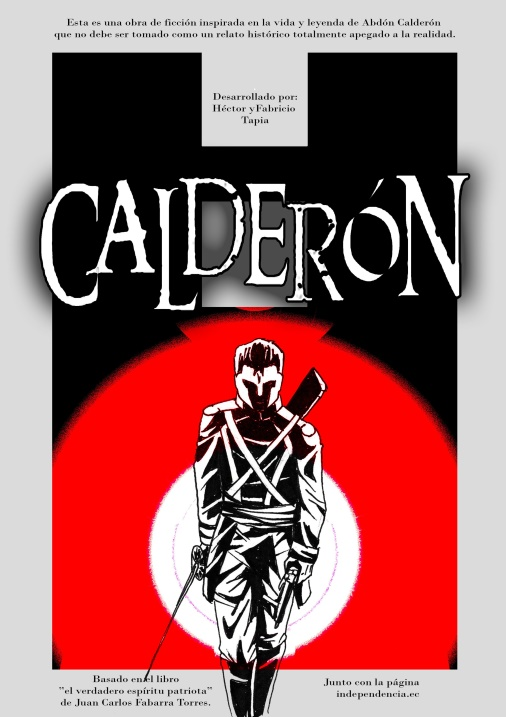 Esta es una obra de ficción inspirada en la vida y leyenda de Abdón Calderón
que no debe ser tomado como un relato histórico totalmente apegado a la realidad.
Desarrollado por:
Héctor y Fabricio
Tapia
CALDERÓN
Basado en el libro
"el verdadero espíritu patriota"
de Juan Carlos Fabarra Torres.
Junto con la página
independencia.ec